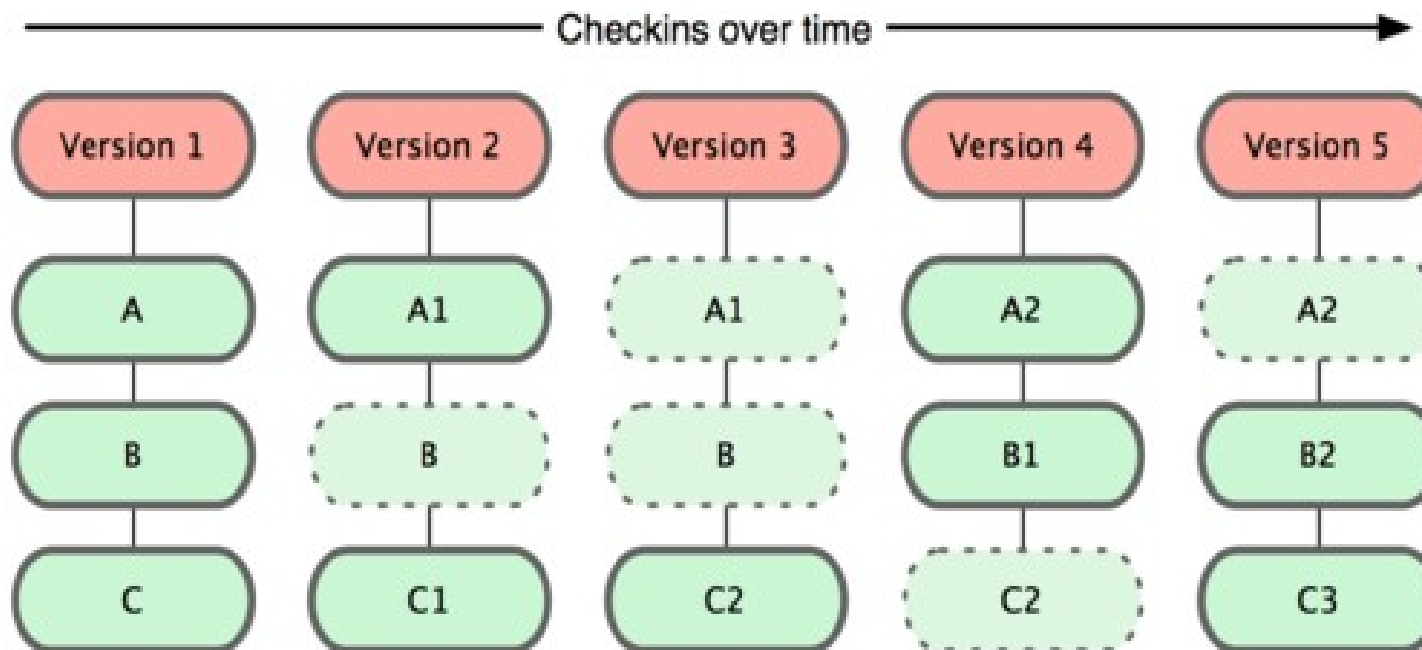 Checkins over time
Version 1 Version 2 Version 3 Version 4 Version 5
A A1 A1 A2 A2
B B B B1 B2
C C1 C2 C2 C3